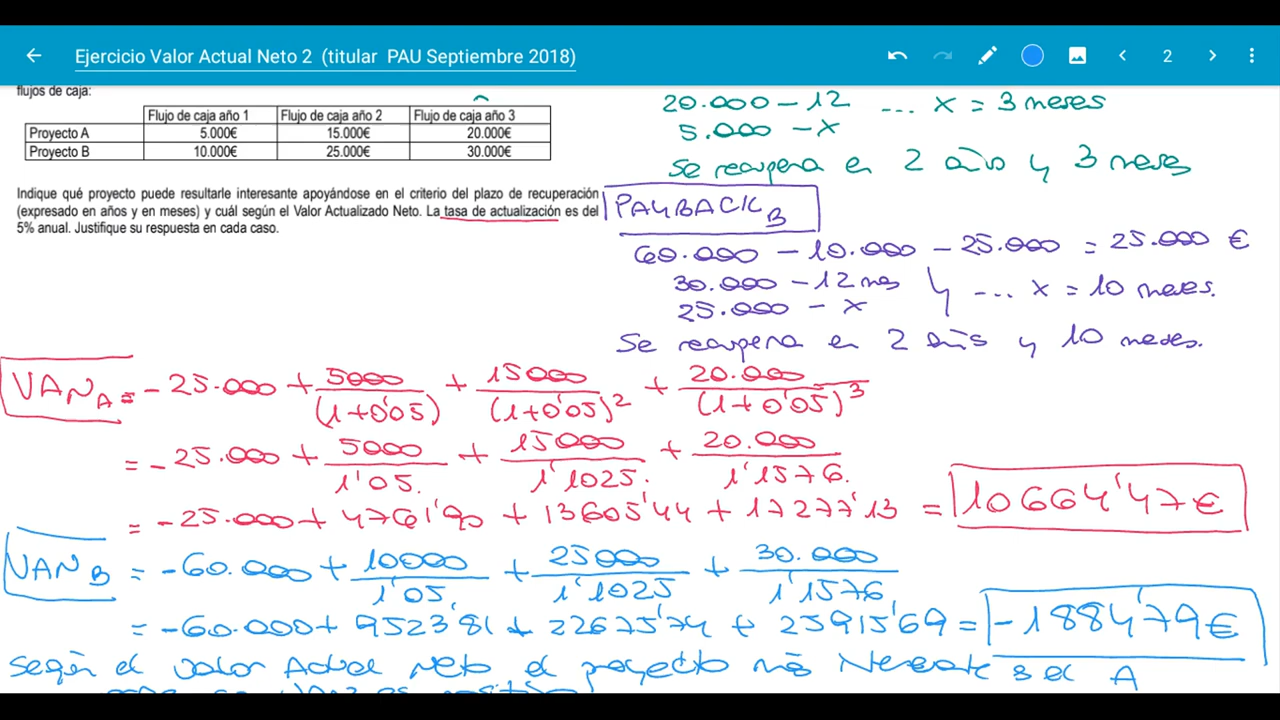 Ejercicio Valor Actual Neto 2 (titular PAU Septiembre 2018)
2
flujos de caja:
Flujo de caja año 1 Flujo de caja año 2 Flujo de caja año 3
Proyecto A 5.000€ 15.000€ 20.000€
Proyecto B 10.000€ 25.000€ 30.000€
Indique qué proyecto puede resultarle interesante apoyándose en el criterio del plazo de recuperación
(expresado en años y en meses) y cuál según el Valor Actualizado Neto. La tasa de actualización es del
5% anual. Justifique su respuesta en cada caso.
20.000 - 12 ... x = 3 meses
5.000 - x
Se recupera en 2 años y 3 meses
PAYBACK B
60.000 - 10.000 - 25.000 = 25.000 €
30.000 - 12 mes ... x = 10 meses.
25.000 - x
Se recupera en 2 años y 10 meses.
VAN A = -25.000 + 5000/(1+0'05) + 15000/(1+0'05)² + 20.000/(1+0'05)³
= -25.000 + 5000/1'05. + 15000/1'1025. + 20.000/1'1576.
= -25.000 + 4761'90 + 13605'44 + 17277'13 = 10664'47€
VAN B = -60.000 + 10000/1'05. + 25000/1'1025 + 30.000/1'1576
= -60.000 + 9523'81 + 22675'74 + 25915'69 = -1884'79€
según el Valor Actual Neto el proyecto más
el A